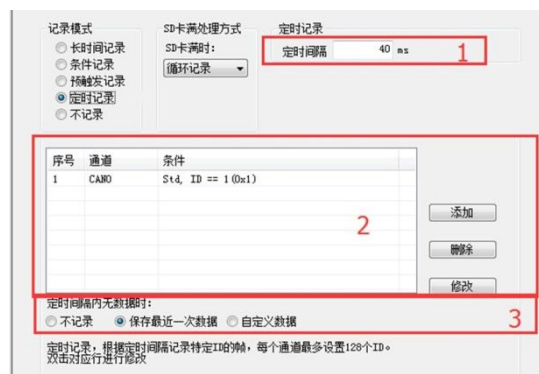 记录模式 SD卡满处理方式 定时记录
长时间记录 SD卡满时: 定时间隔 40 ms 1
条件记录 循环记录
预触发记录
定时记录
不记录
序号 通道 条件
1 CAN0 Std, ID == 1(0x1)
2
添加
删除
修改
定时间隔内无数据时:
不记录 保存最近一次数据 自定义数据 3
定时记录，根据定时间隔记录特定ID的帧，每个通道最多设置128个ID。
双击对应行进行修改